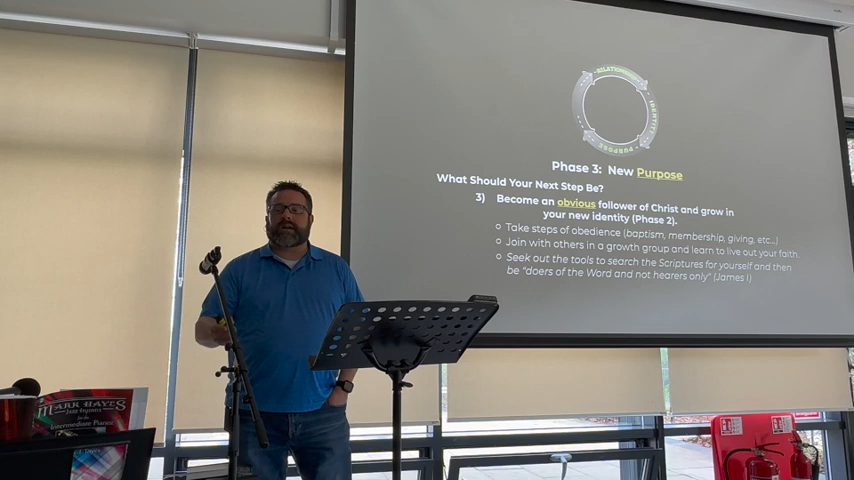 RELATIONSHIP
IDENTITY
PURPOSE
Phase 3: New Purpose
What Should Your Next Step Be?
3) Become an obvious follower of Christ and grow in
your new identity (Phase 2).
Take steps of obedience (baptism, membership, giving, etc...)
Join with others in a growth group and learn to live out your faith.
Seek out the tools to search the Scriptures for yourself and then
be "doers of the Word and not hearers only" (James 1)
MARK HAYES
Jazz Hymns
for the
Intermediate Pianist